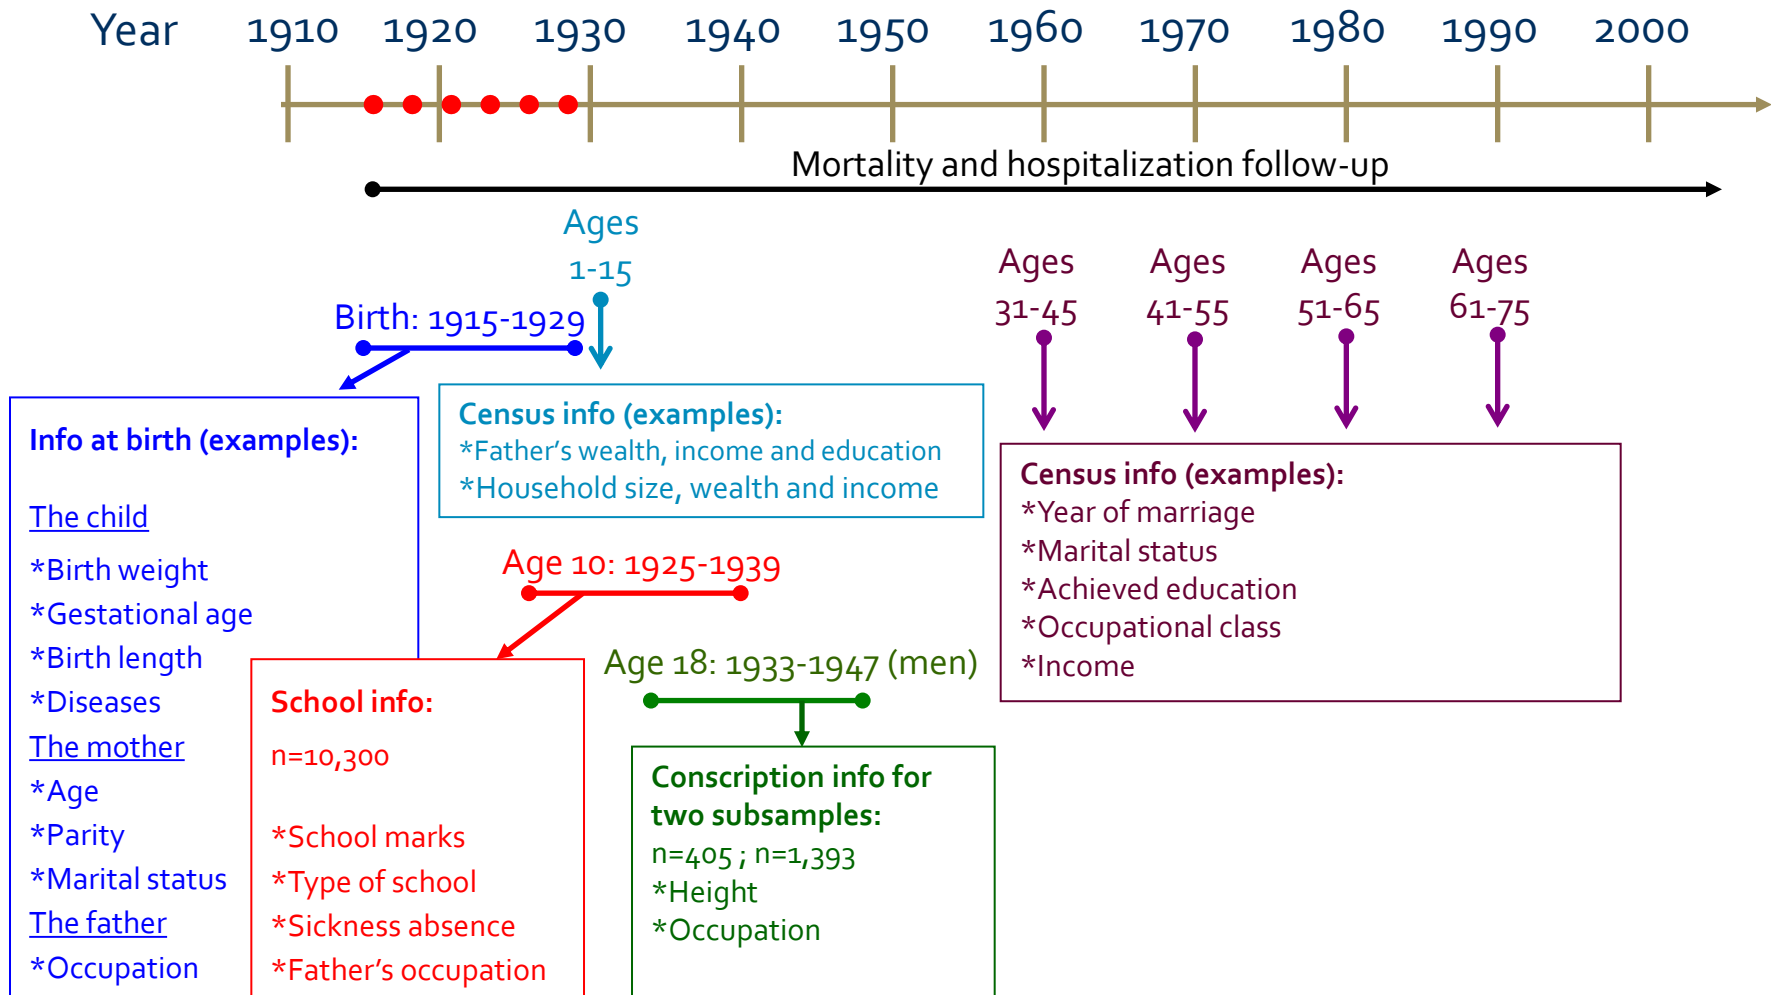 Year 1910 1920 1930 1940 1950 1960 1970 1980 1990 2000
Mortality and hospitalization follow-up
Ages
1-15
Ages
31-45
Ages
41-55
Ages
51-65
Ages
61-75
Birth: 1915-1929
Info at birth (examples):
The child
*Birth weight
*Gestational age
*Birth length
*Diseases
The mother
*Age
*Parity
*Marital status
The father
*Occupation
Census info (examples):
*Father's wealth, income and education
*Household size, wealth and income
Age 10: 1925-1939
School info:
n=10,300
*School marks
*Type of school
*Sickness absence
*Father's occupation
Age 18: 1933-1947 (men)
Conscription info for
two subsamples:
n=405 ; n=1,393
*Height
*Occupation
Census info (examples):
*Year of marriage
*Marital status
*Achieved education
*Occupational class
*Income